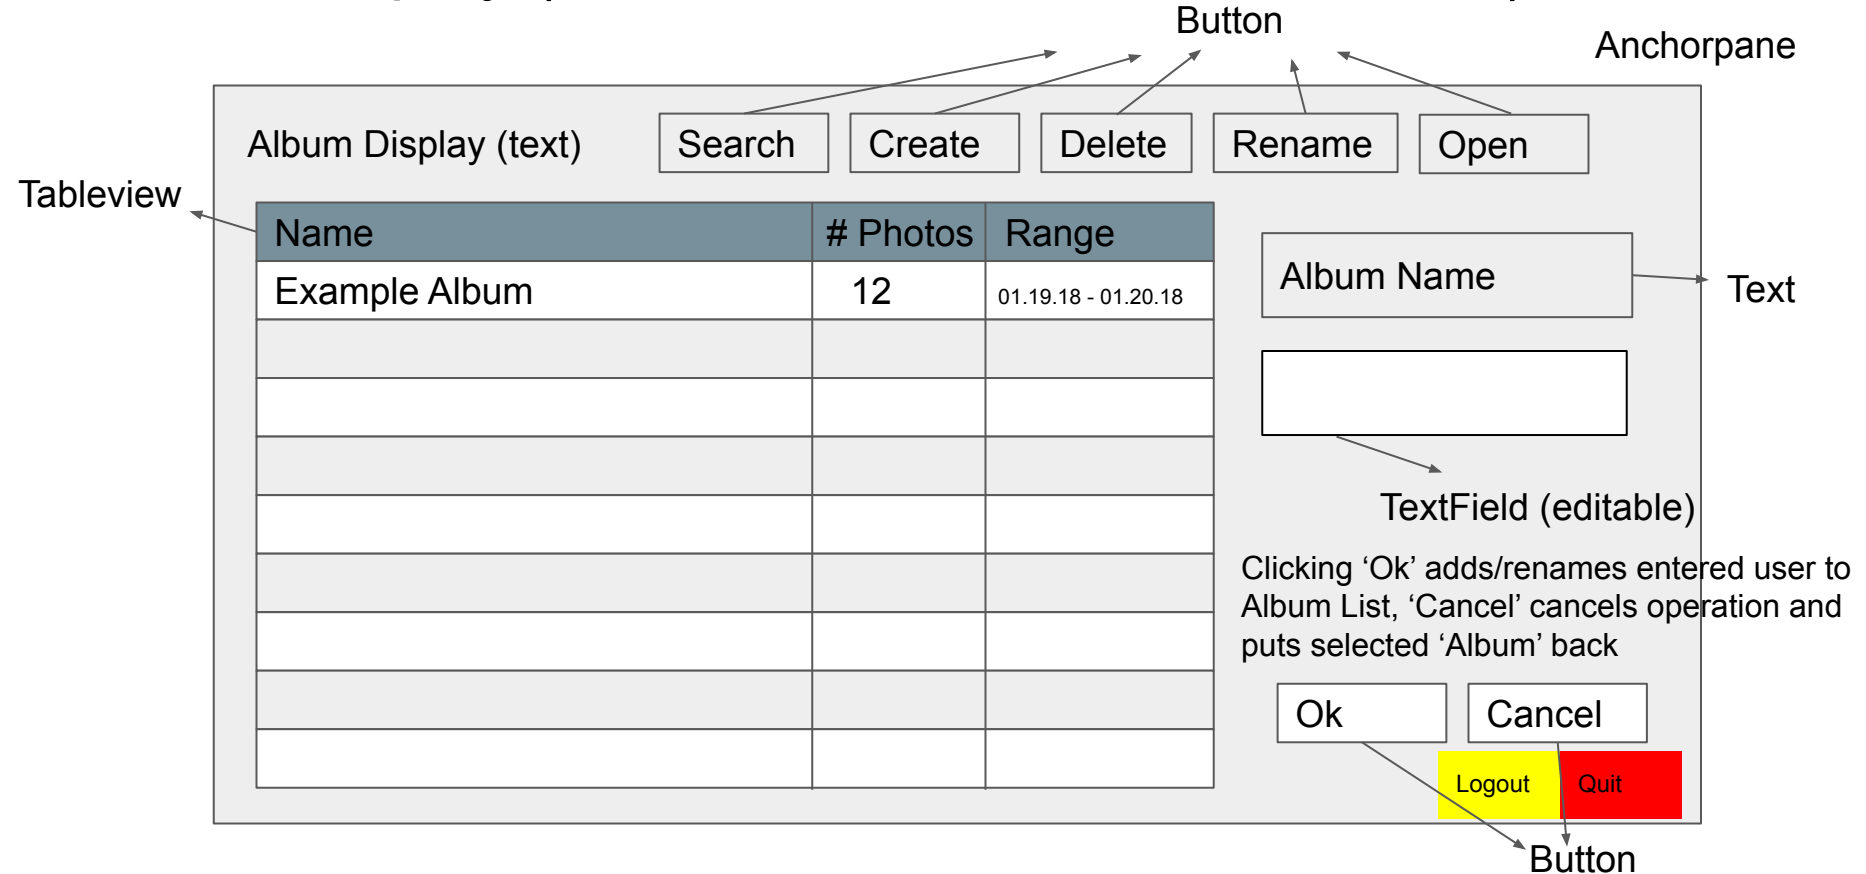 Button
Anchorpane
Album Display (text)
Search
Create
Delete
Rename
Open
Tableview
Name
# Photos
Range
Example Album
12
01.19.18 - 01.20.18
Album Name
Text
TextField (editable)
Clicking ‘Ok’ adds/renames entered user to
Album List, ‘Cancel’ cancels operation and
puts selected ‘Album’ back
Ok
Cancel
Logout
Quit
Button